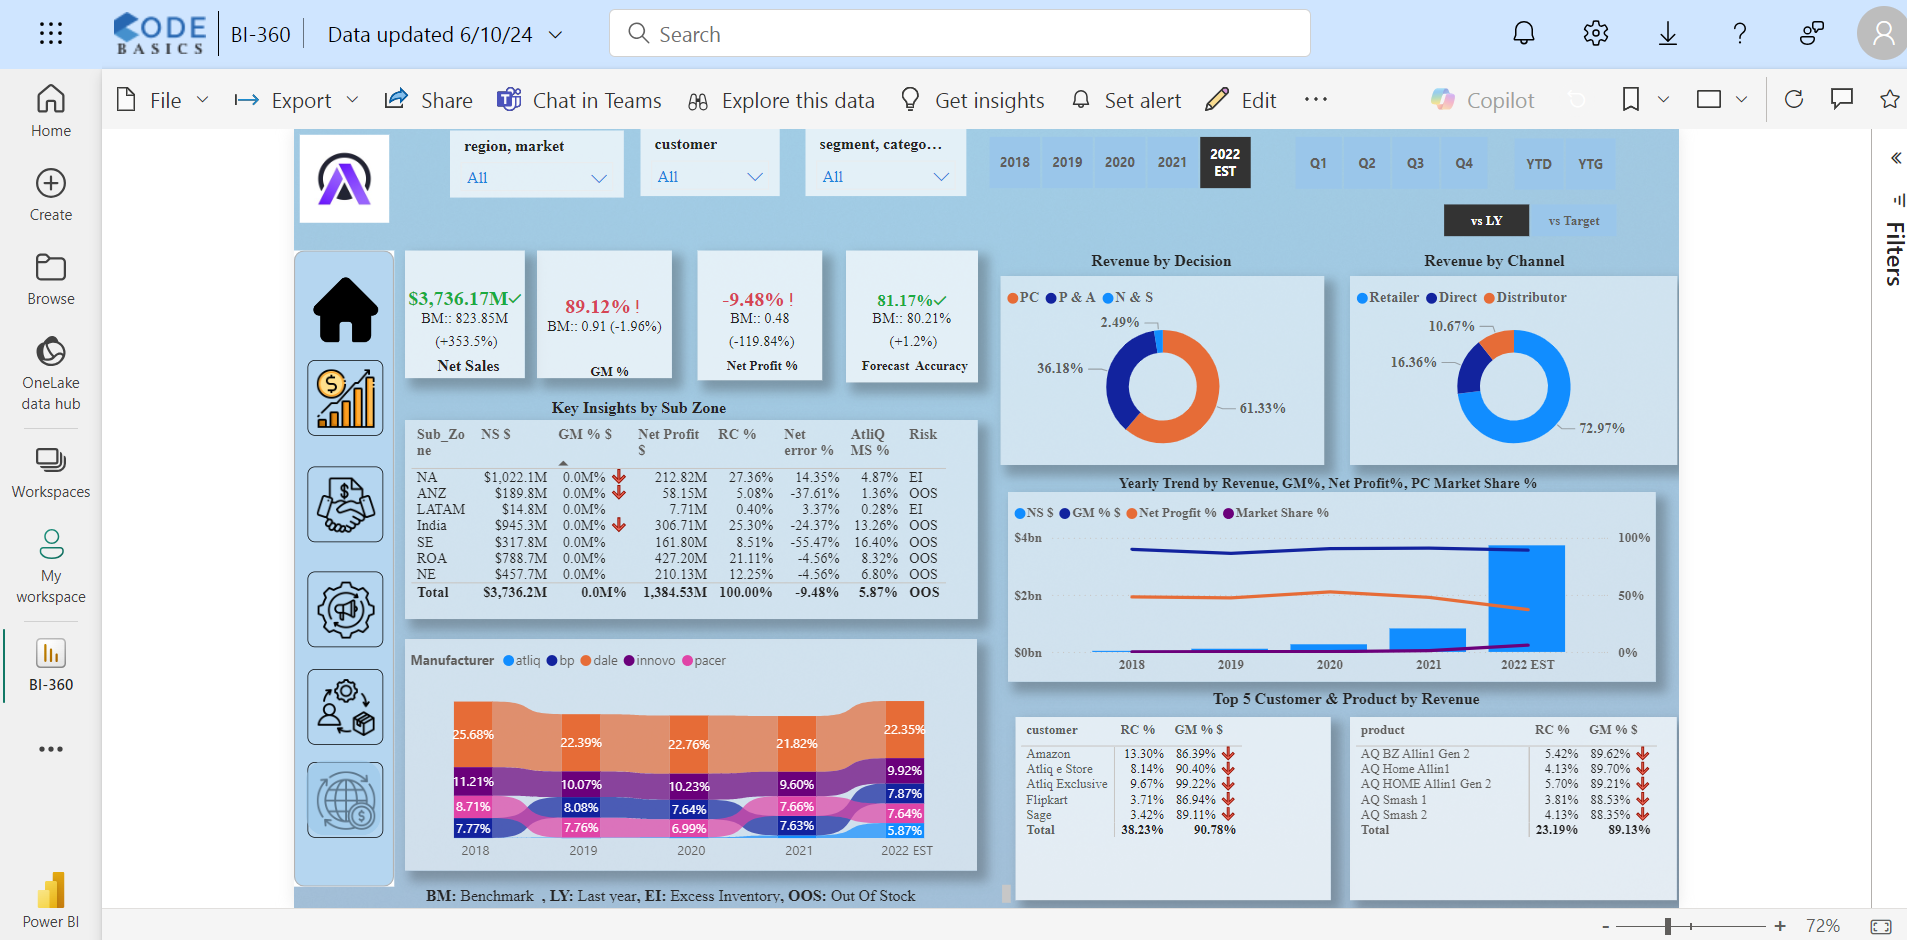 CODE BASICS
BI-360
Data updated 6/10/24
Search
File
Export
Share
Chat in Teams
Explore this data
Get insights
Set alert
Edit
Copilot
Home
Create
Browse
OneLake data hub
Workspaces
My workspace
BI-360
Power BI
region, market
All
customer
All
segment, catego...
All
2018 2019 2020 2021 2022 EST
Q1 Q2 Q3 Q4
YTD YTG
vs LY vs Target
Filters
$3,736.17M
BM:: 823.85M
(+353.5%)
Net Sales
89.12% !
BM:: 0.91 (-1.96%)
GM %
-9.48% !
BM:: 0.48
(-119.84%)
Net Profit %
81.17%
BM:: 80.21%
(+1.2%)
Forecast Accuracy
Revenue by Decision
PC P & A N & S
2.49%
36.18%
61.33%
Revenue by Channel
Retailer Direct Distributor
10.67%
16.36%
72.97%
Key Insights by Sub Zone
Sub_Zone NS $ GM % $ Net Profit $ RC % Net error % AtliQ MS % Risk
NA $1,022.1M 0.0M% 212.82M 27.36% 14.35% 4.87% EI
ANZ $189.8M 0.0M% 58.15M 5.08% -37.61% 1.36% OOS
LATAM $14.8M 0.0M% 7.71M 0.40% 3.37% 0.28% EI
India $945.3M 0.0M% 306.71M 25.30% -24.37% 13.26% OOS
SE $317.8M 0.0M% 161.80M 8.51% -55.47% 16.40% OOS
ROA $788.7M 0.0M% 427.20M 21.11% -4.56% 8.32% OOS
NE $457.7M 0.0M% 210.13M 12.25% -4.56% 6.80% OOS
Total $3,736.2M 0.0M% 1,384.53M 100.00% -9.48% 5.87% OOS
Yearly Trend by Revenue, GM%, Net Profit%, PC Market Share %
NS $ GM % $ Net Progfit % Market Share %
$4bn 100%
$2bn 50%
$0bn 0%
2018 2019 2020 2021 2022 EST
Manufacturer atliq bp dale innovo pacer
25.68% 22.39% 22.76% 21.82% 22.35%
11.21% 10.07% 10.23% 9.60% 9.92%
8.71% 8.08% 7.64% 7.66% 7.87%
7.77% 7.76% 6.99% 7.63% 7.64%
5.87%
2018 2019 2020 2021 2022 EST
Top 5 Customer & Product by Revenue
customer RC % GM % $
Amazon 13.30% 86.39%
Atliq e Store 8.14% 90.40%
Atliq Exclusive 9.67% 99.22%
Flipkart 3.71% 86.94%
Sage 3.42% 89.11%
Total 38.23% 90.78%
product RC % GM % $
AQ BZ Allin1 Gen 2 5.42% 89.62%
AQ Home Allin1 4.13% 89.70%
AQ HOME Allin1 Gen 2 5.70% 89.21%
AQ Smash 1 3.81% 88.53%
AQ Smash 2 4.13% 88.35%
Total 23.19% 89.13%
BM: Benchmark , LY: Last year, EI: Excess Inventory, OOS: Out Of Stock
- + 72%